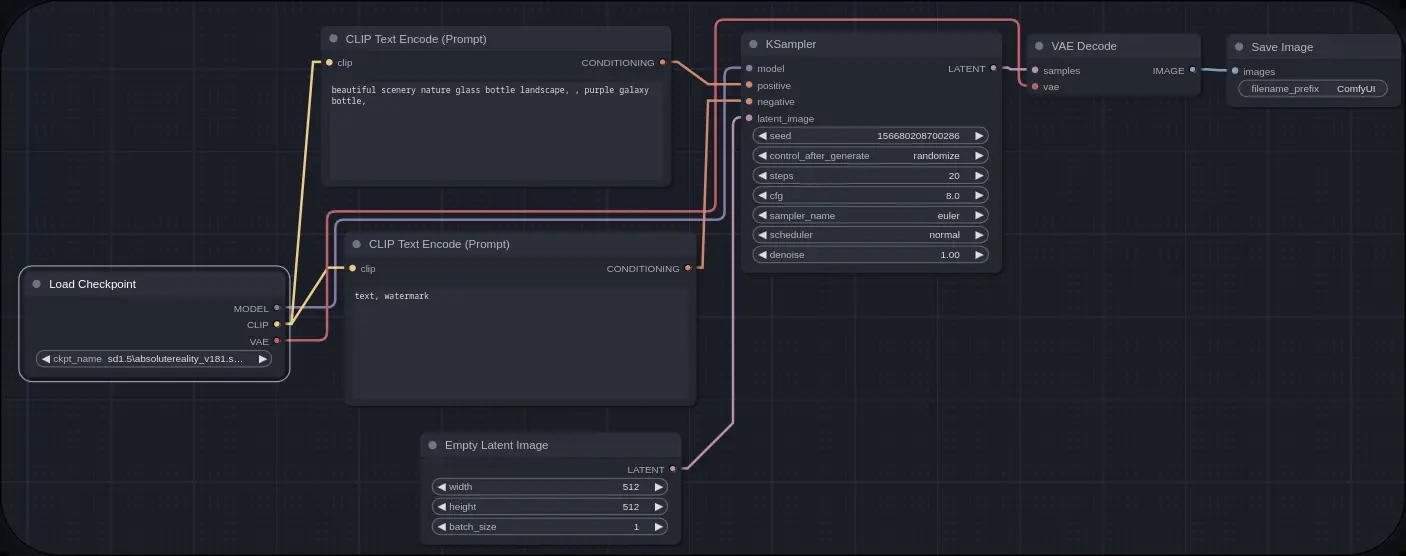 CLIP Text Encode (Prompt)
clip
CONDITIONING
beautiful scenery nature glass bottle landscape, , purple galaxy
bottle,
CLIP Text Encode (Prompt)
clip
CONDITIONING
text, watermark
Load Checkpoint
MODEL
CLIP
VAE
ckpt_name sd1.5\absolutereality_v181.s...
Empty Latent Image
LATENT
width 512
height 512
batch_size 1
KSampler
model LATENT
positive
negative
latent_image
seed 156680208700286
control_after_generate randomize
steps 20
cfg 8.0
sampler_name euler
scheduler normal
denoise 1.00
VAE Decode
samples IMAGE
vae
Save Image
images
filename_prefix ComfyUI